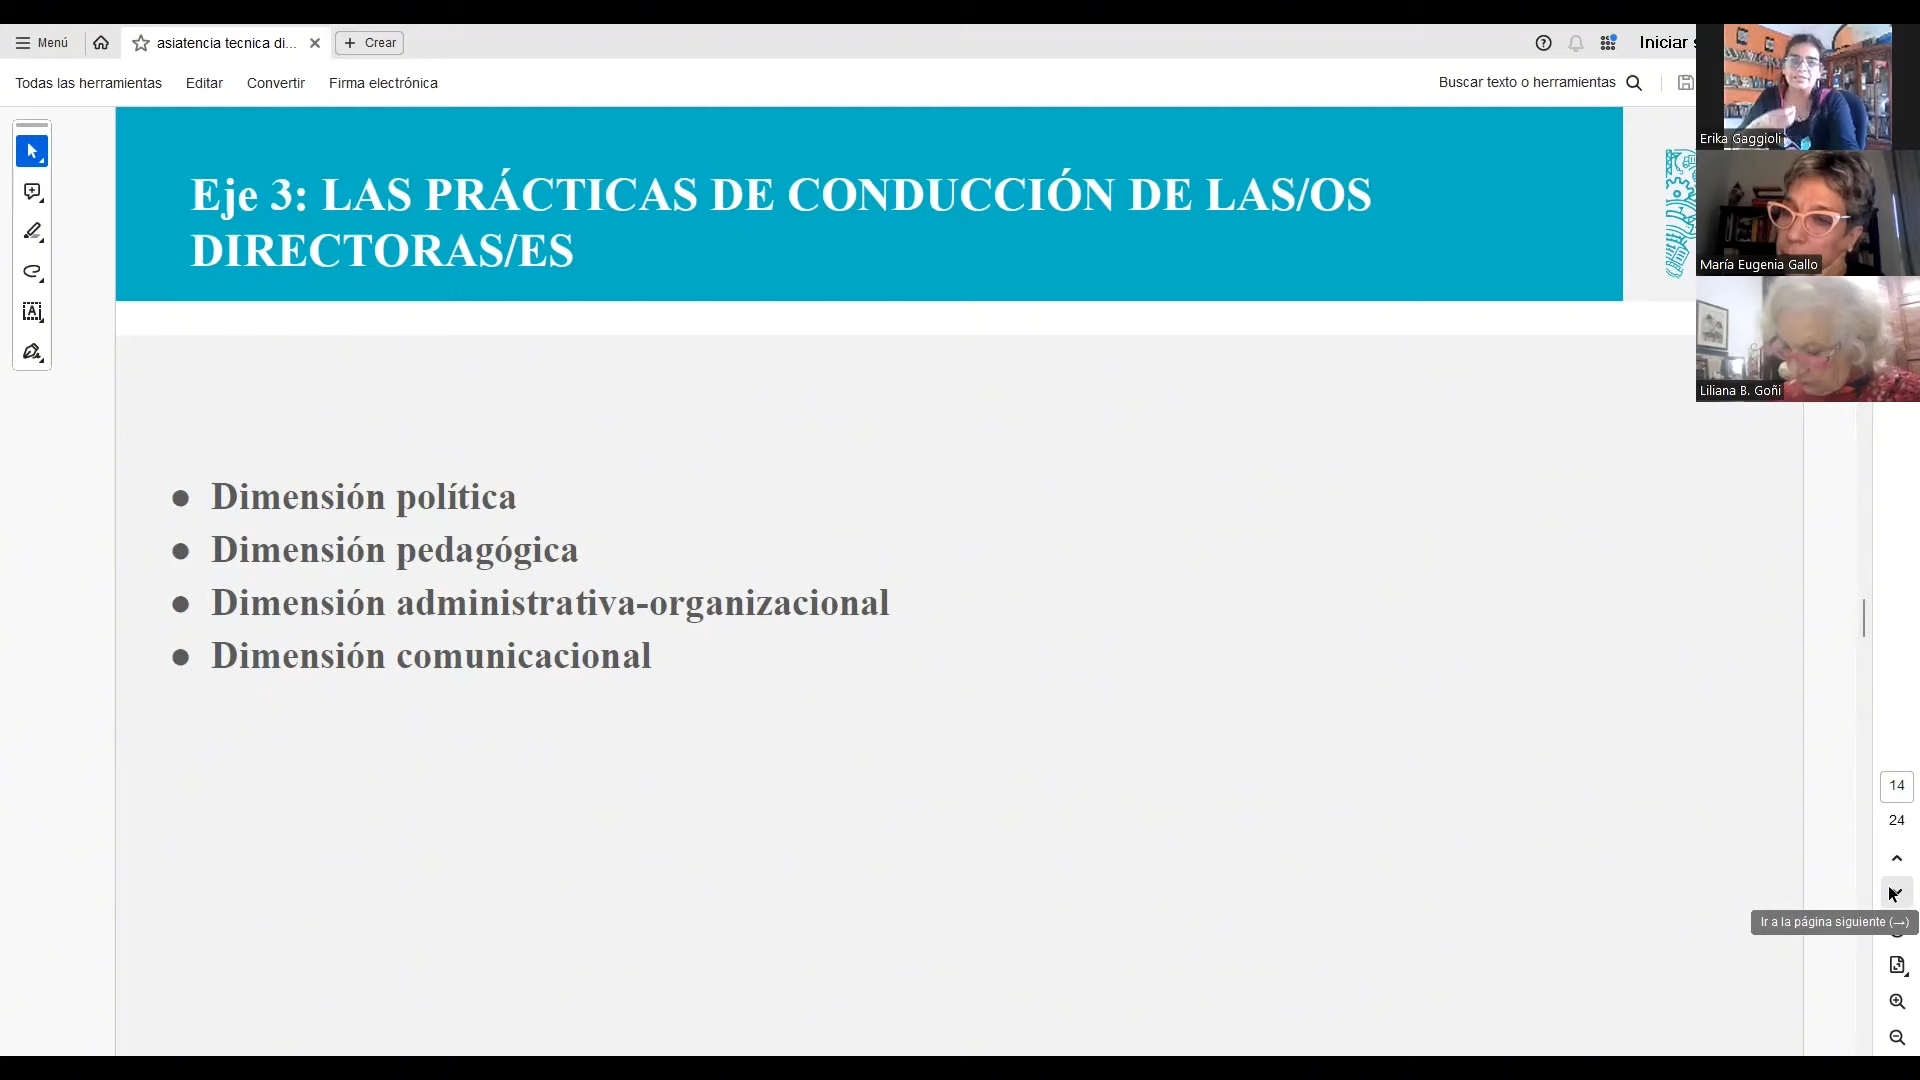 Menú
asiatencia tecnica di...
Crear
Iniciar s
Todas las herramientas
Editar
Convertir
Firma electrónica
Buscar texto o herramientas
Erika Gaggioli
Eje 3: LAS PRÁCTICAS DE CONDUCCIÓN DE LAS/OS
DIRECTORAS/ES
María Eugenia Gallo
Liliana B. Goñi
● Dimensión política
● Dimensión pedagógica
● Dimensión administrativa-organizacional
● Dimensión comunicacional
14
24
Ir a la página siguiente (→)